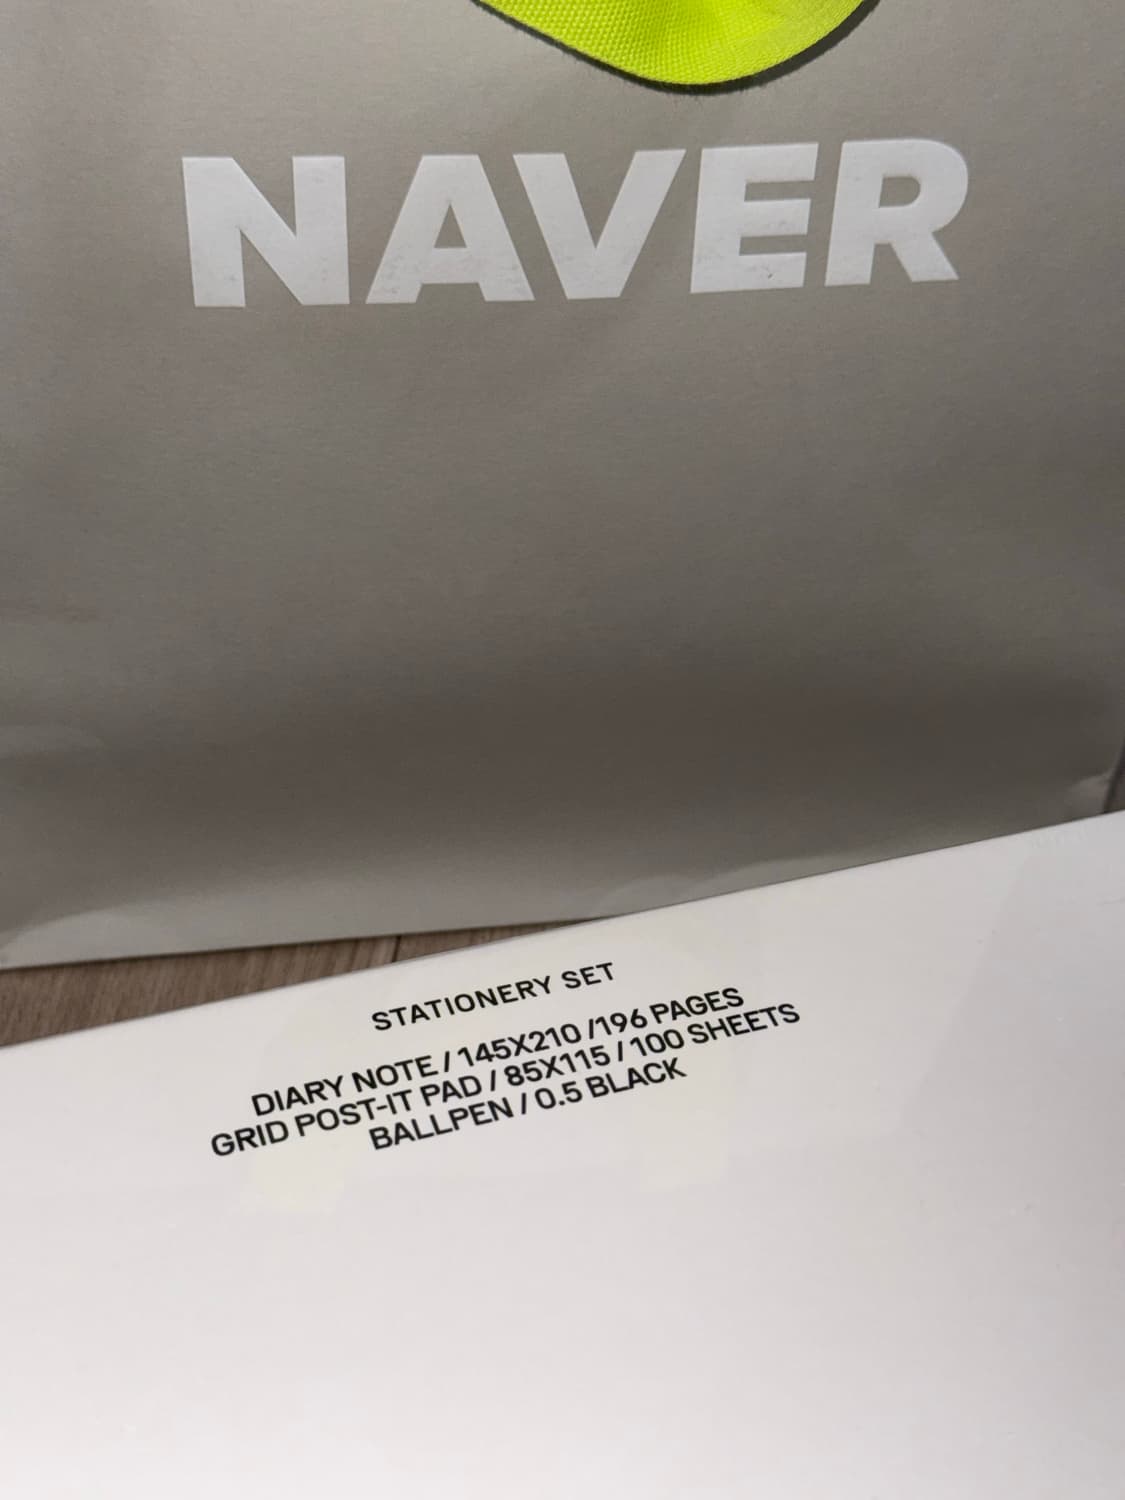 NAVER
STATIONERY SET
DIARY NOTE / 145X210 /196 PAGES
GRID POST-IT PAD / 85X115 / 100 SHEETS
BALLPEN / 0.5 BLACK